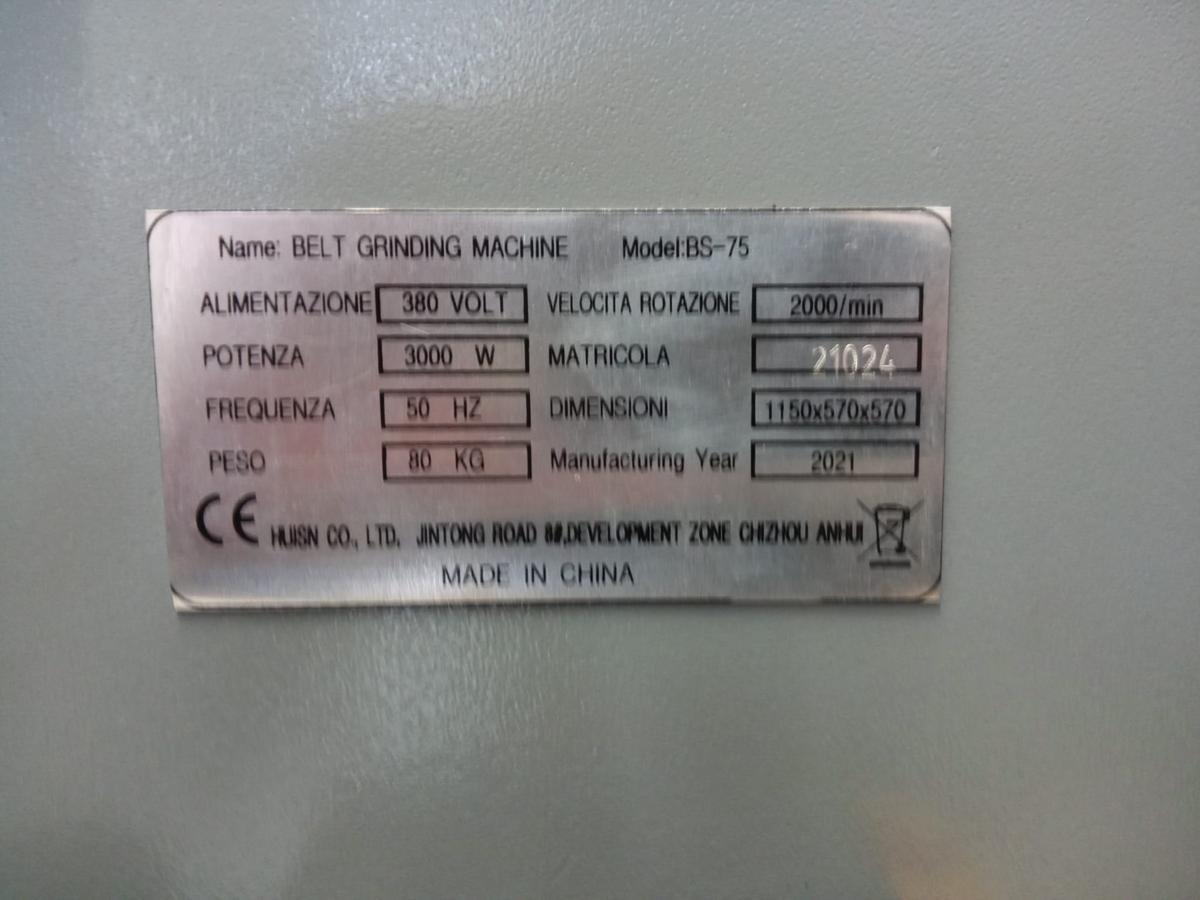 Name: BELT GRINDING MACHINE Model:BS-75
ALIMENTAZIONE 380 VOLT VELOCITA ROTAZIONE 2000/min
POTENZA 3000 W MATRICOLA 21024
FREQUENZA 50 HZ DIMENSIONI 1150x570x570
PESO 80 KG Manufacturing Year 2021
CE HUISN CO., LTD. JINTONG ROAD 8#,DEVELOPMENT ZONE CHIZHOU ANHUI
MADE IN CHINA